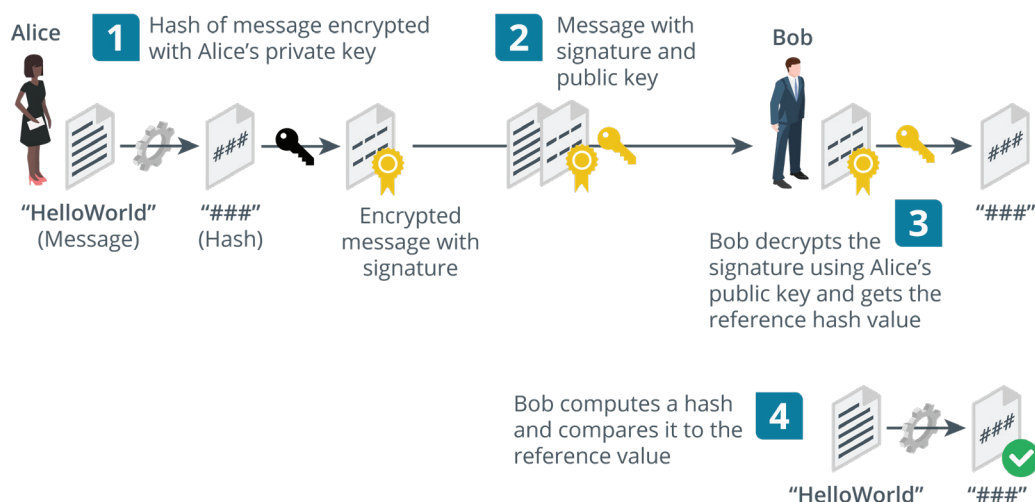 Alice
1
Hash of message encrypted
with Alice's private key
2
Message with
signature and
public key
Bob
###
###
"HelloWorld"
(Message)
"###"
(Hash)
Encrypted
message with
signature
"###"
3
Bob decrypts the
signature using Alice's
public key and gets the
reference hash value
Bob computes a hash
and compares it to the
reference value
4
###
"HelloWorld"
"###"